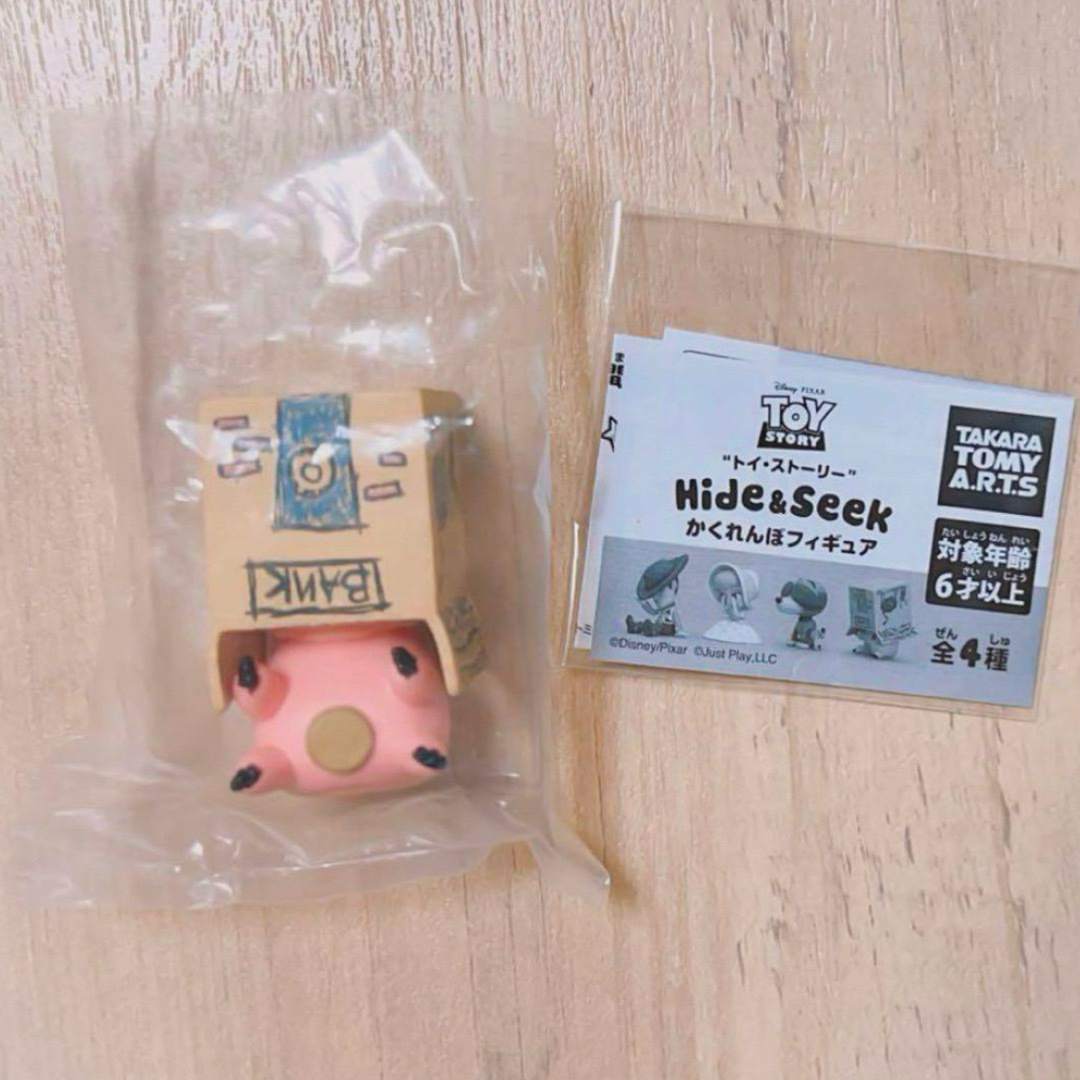 BANK
Disney PIXAR
TOY
STORY
"トイ・ストーリー"
Hide&Seek
かくれんぼフィギュア
©Disney/Pixar ©Just Play,LLC
TAKARA
TOMY
A.R.T.S
たいしょうねんれい
対象年齢
さいいじょう
6才以上
ぜん しゅ
全4種